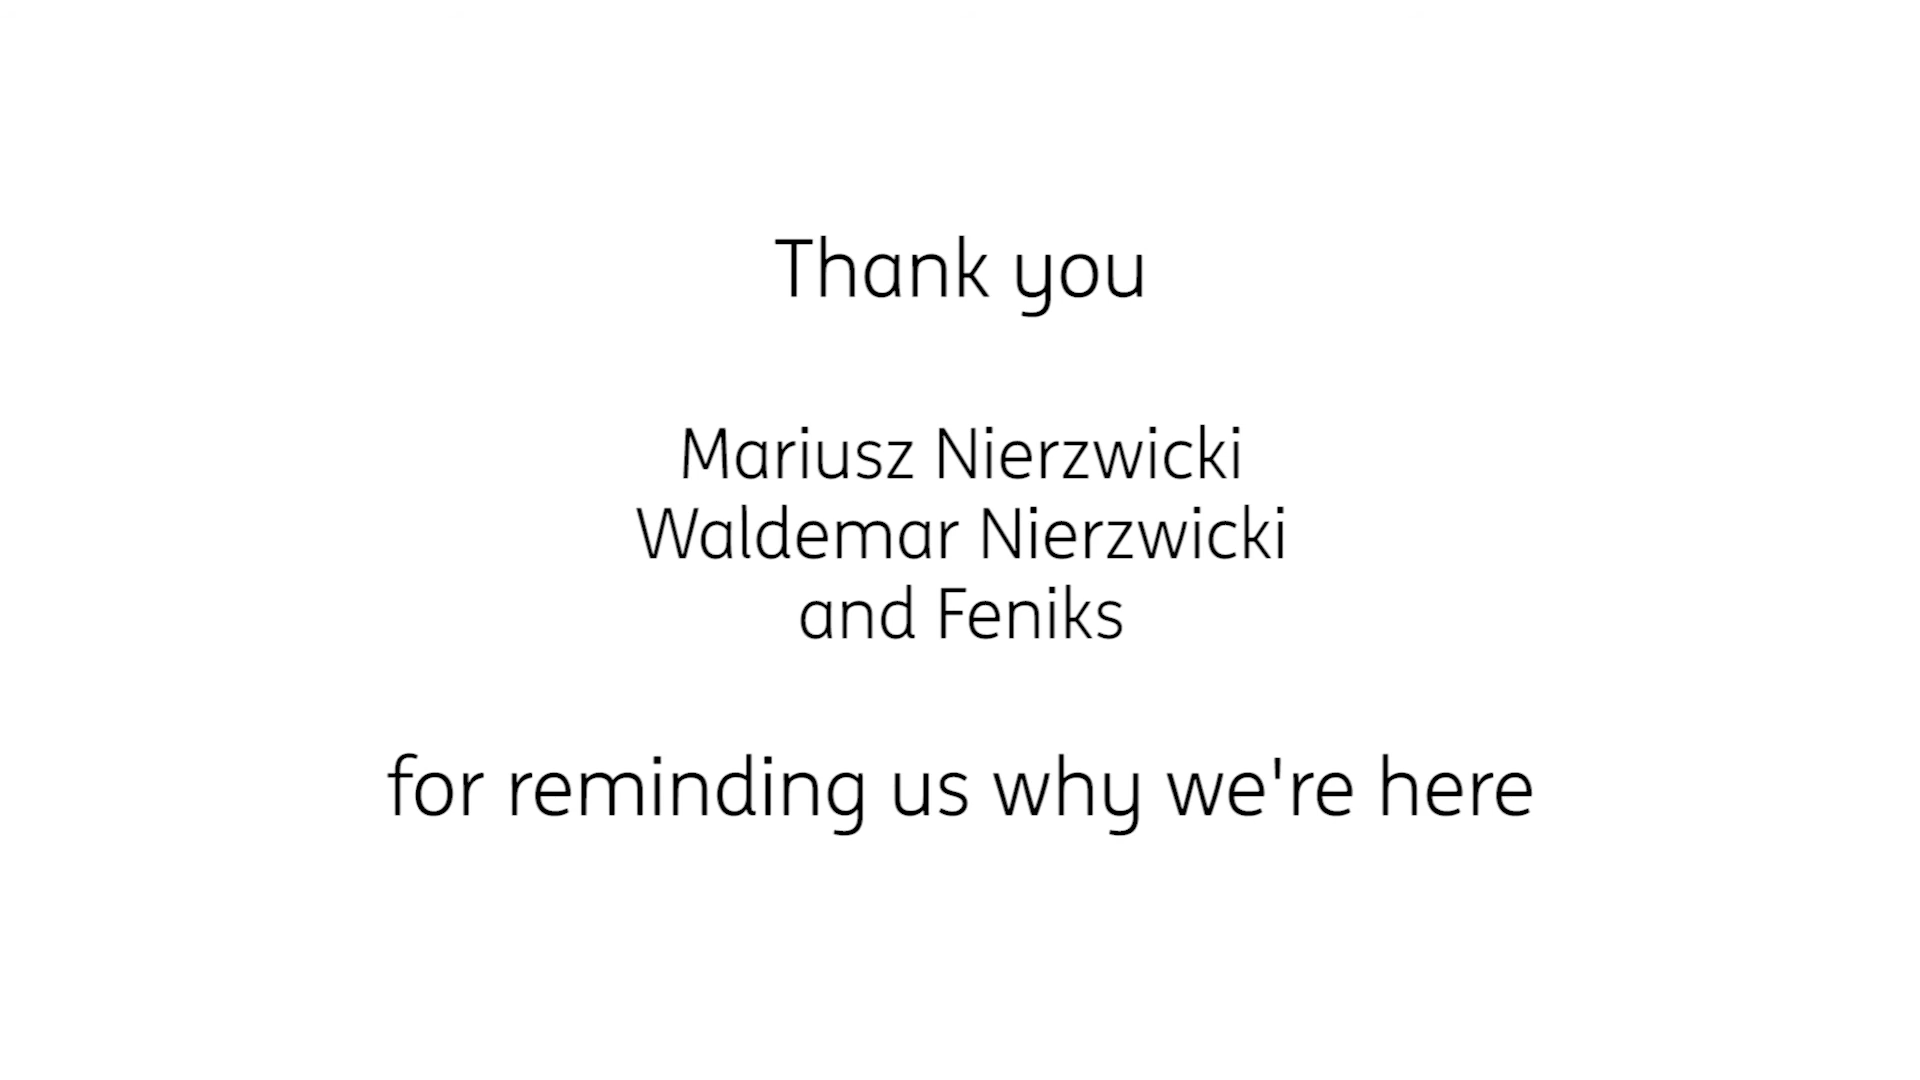 Thank you
Mariusz Nierzwicki
Waldemar Nierzwicki
and Feniks
for reminding us why we're here